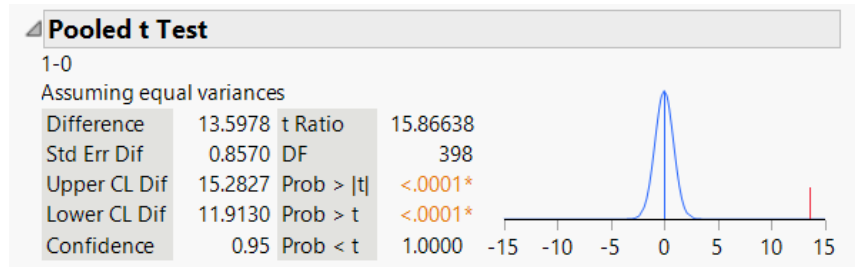 Pooled t Test
1-0
Assuming equal variances
Difference 13.5978 t Ratio 15.86638
Std Err Dif 0.8570 DF 398
Upper CL Dif 15.2827 Prob > |t| <.0001*
Lower CL Dif 11.9130 Prob > t <.0001*
Confidence 0.95 Prob < t 1.0000
-15 -10 -5 0 5 10 15